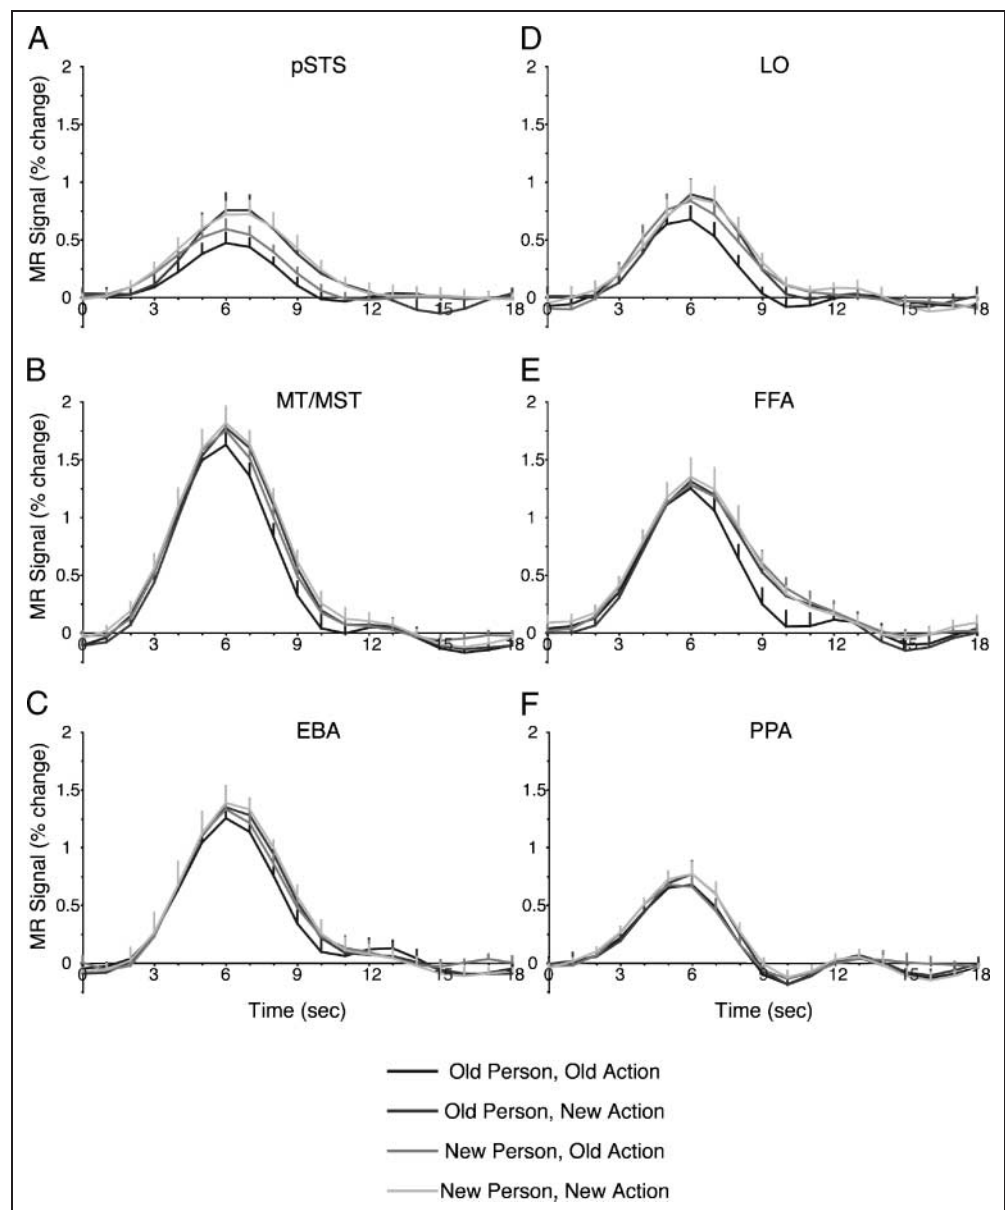 A
pSTS
MR Signal (% change)
2
1.5
1
0.5
0
0 3 6 9 12 15 18
D
LO
2
1.5
1
0.5
0
0 3 6 9 12 15 18
B
MT/MST
MR Signal (% change)
2
1.5
1
0.5
0
0 3 6 9 12 15 18
E
FFA
2
1.5
1
0.5
0
0 3 6 9 12 15 18
C
EBA
MR Signal (% change)
2
1.5
1
0.5
0
0 3 6 9 12 15 18
Time (sec)
F
PPA
2
1.5
1
0.5
0
0 3 6 9 12 15 18
Time (sec)
Old Person, Old Action
Old Person, New Action
New Person, Old Action
New Person, New Action